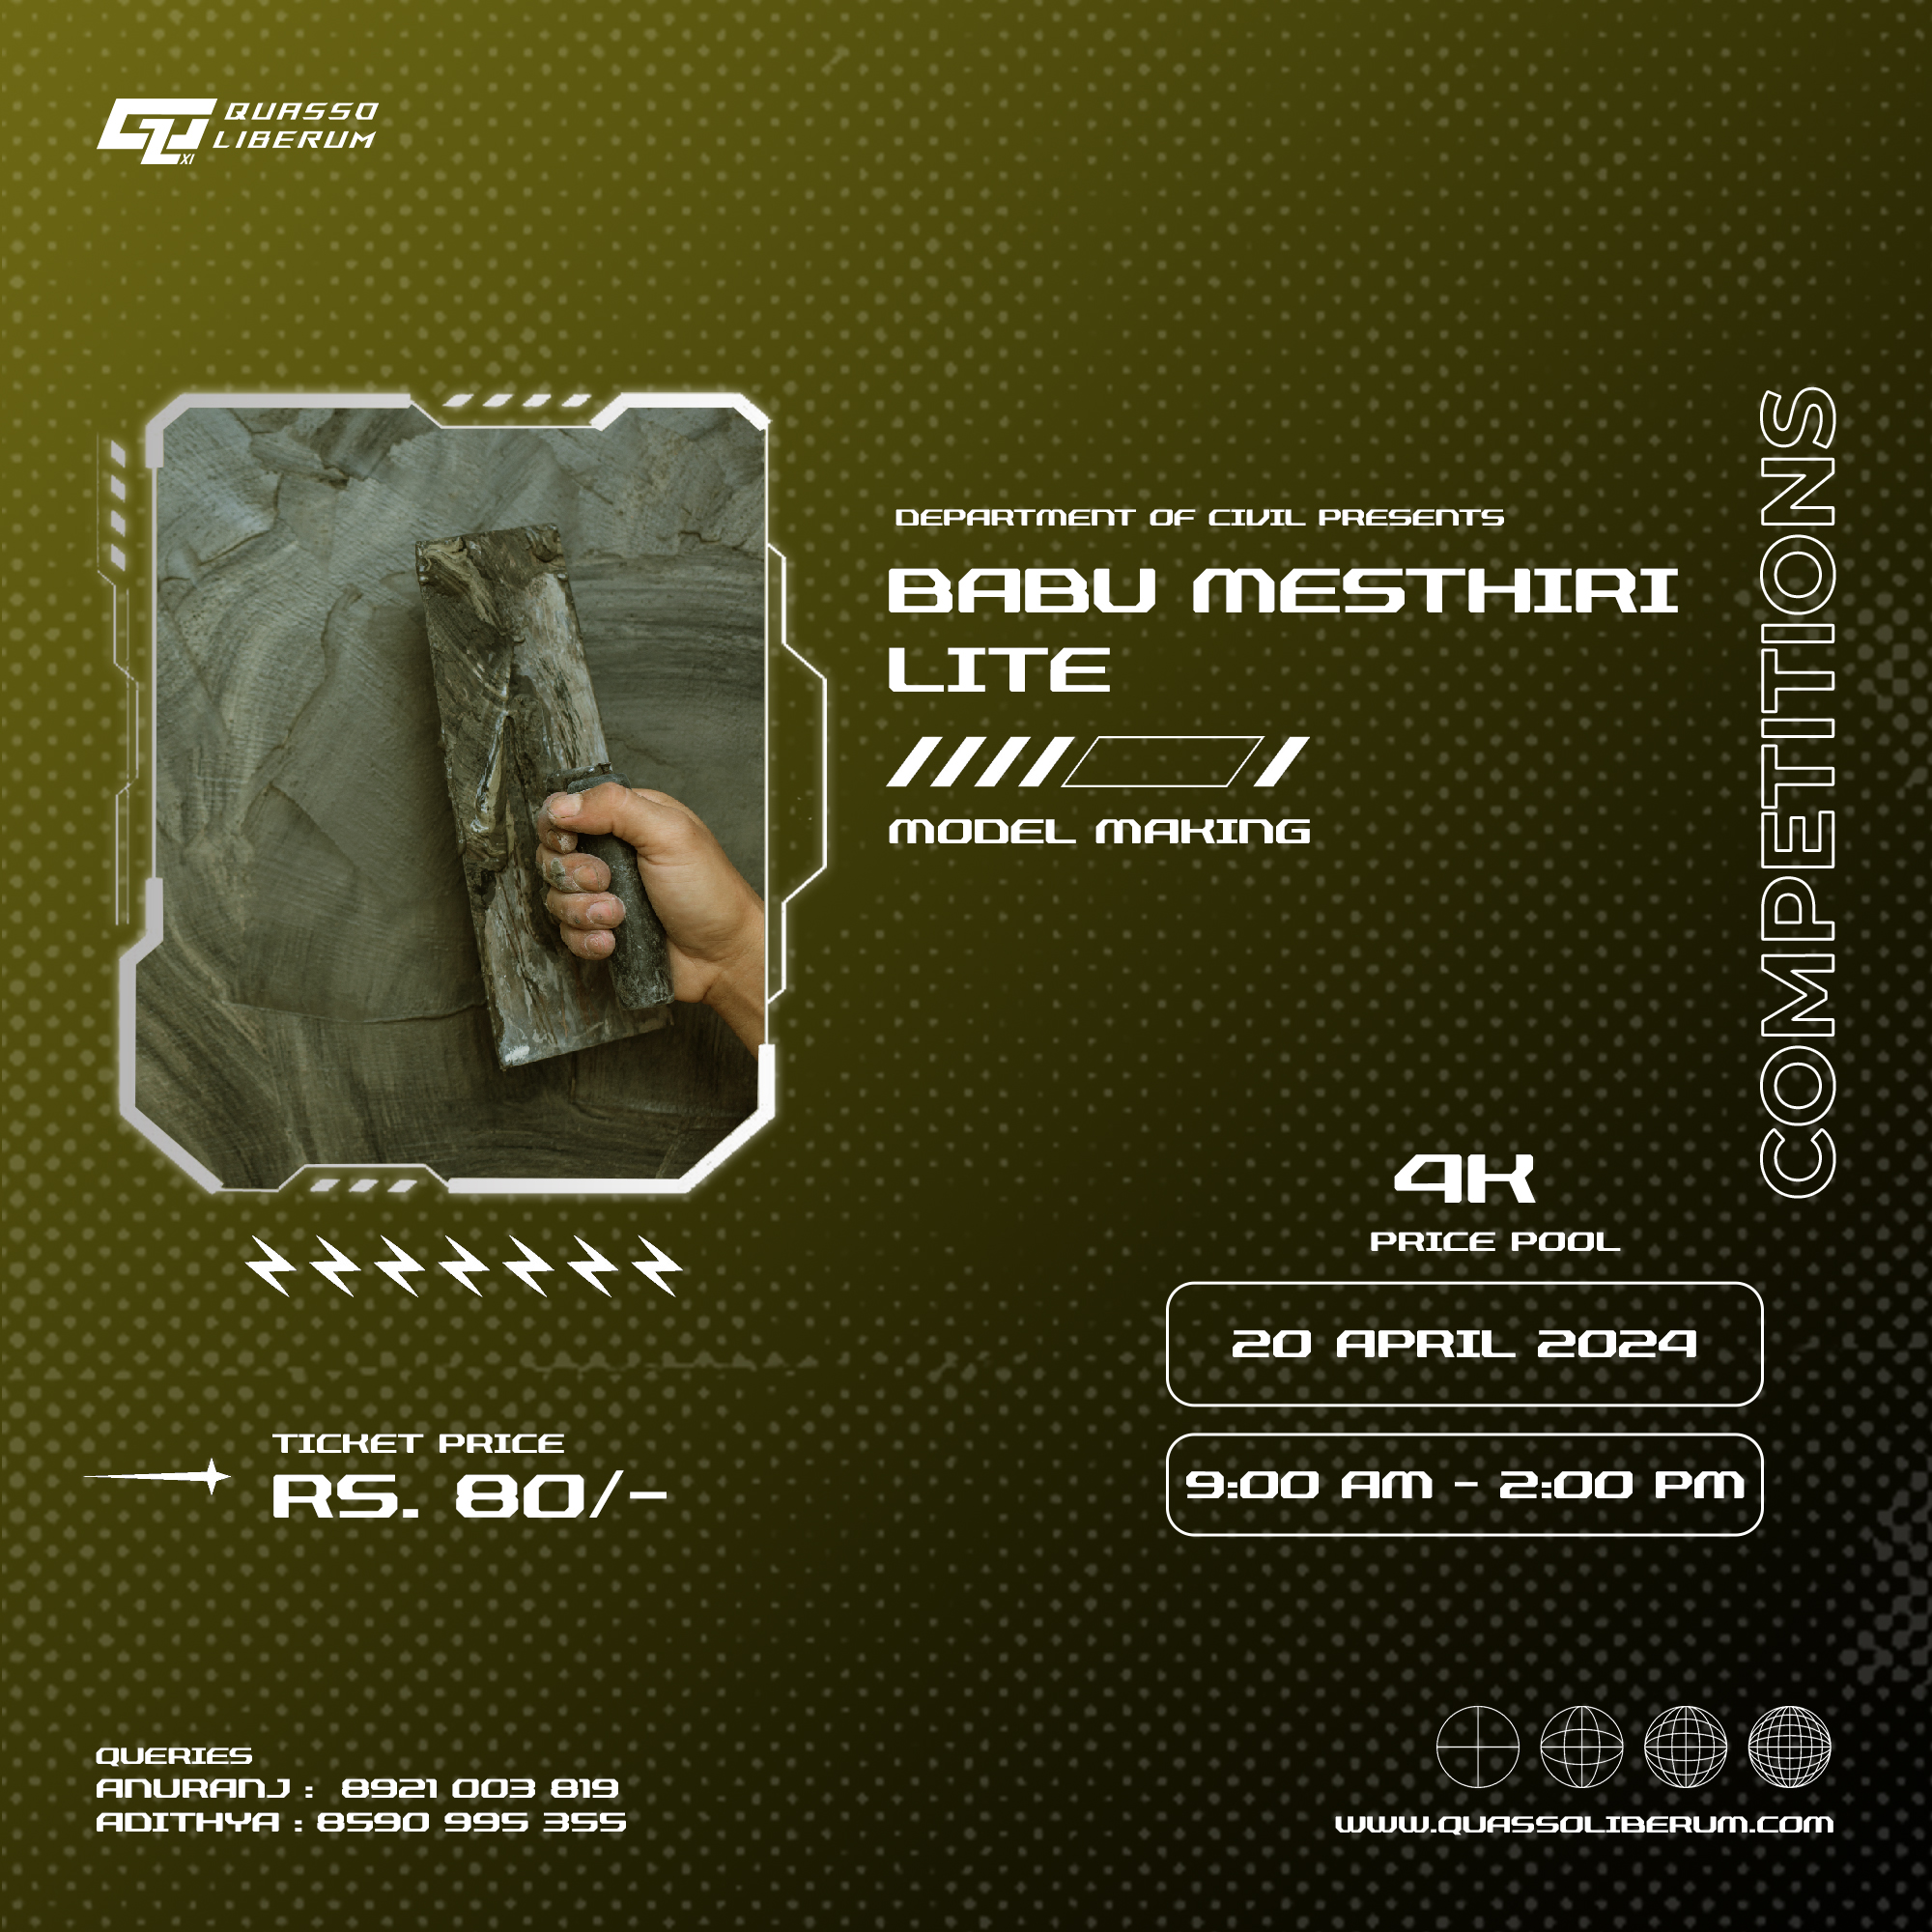 QUASSO
LIBERUM
XI
DEPARTMENT OF CIVIL PRESENTS
BABU MESTHIRI
LITE
MODEL MAKING
COMPETITIONS
4K
PRICE POOL
20 APRIL 2024
9:00 AM - 2:00 PM
TICKET PRICE
RS. 80/-
QUERIES
ANURANJ : 8921 003 819
ADITHYA : 8590 995 355
WWW.QUASSOLIBERUM.COM